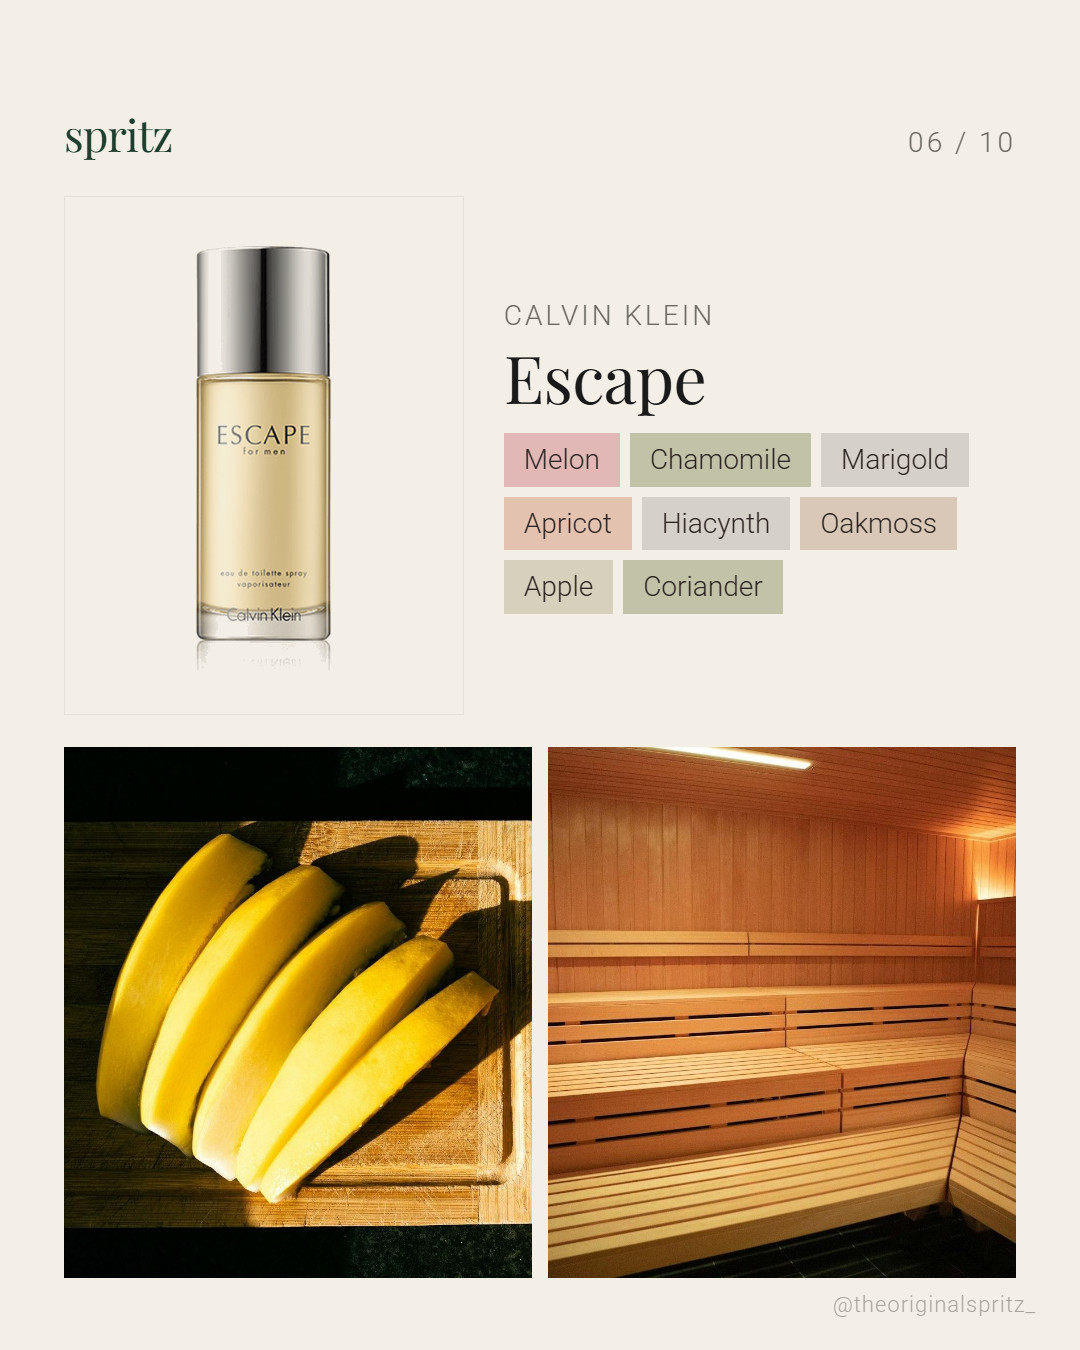 spritz
06 / 10
ESCAPE
for men
eau de toilette spray
vaporisateur
Calvin Klein
CALVIN KLEIN
Escape
Melon Chamomile Marigold
Apricot Hiacynth Oakmoss
Apple Coriander
@theoriginalspritz_